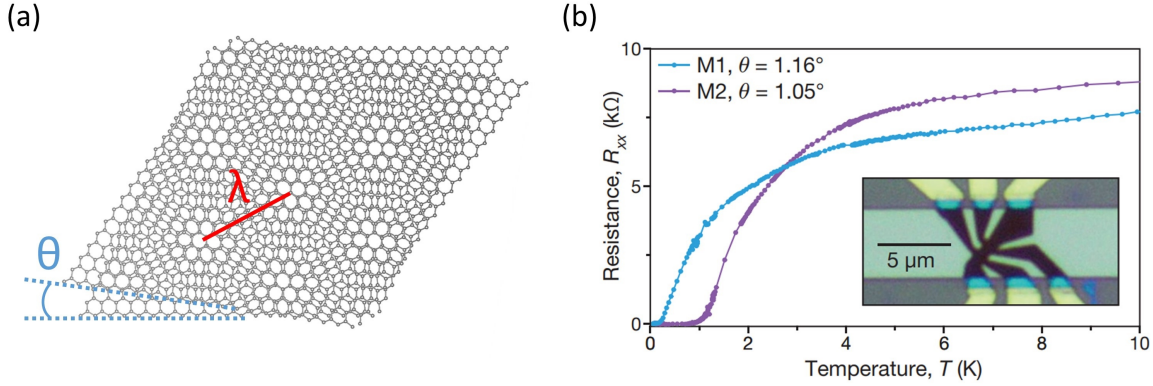 (a)
λ
θ
(b)
10
5
0
Resistance, Rxx (kΩ)
M1, θ = 1.16°
M2, θ = 1.05°
5 μm
0 2 4 6 8 10
Temperature, T (K)